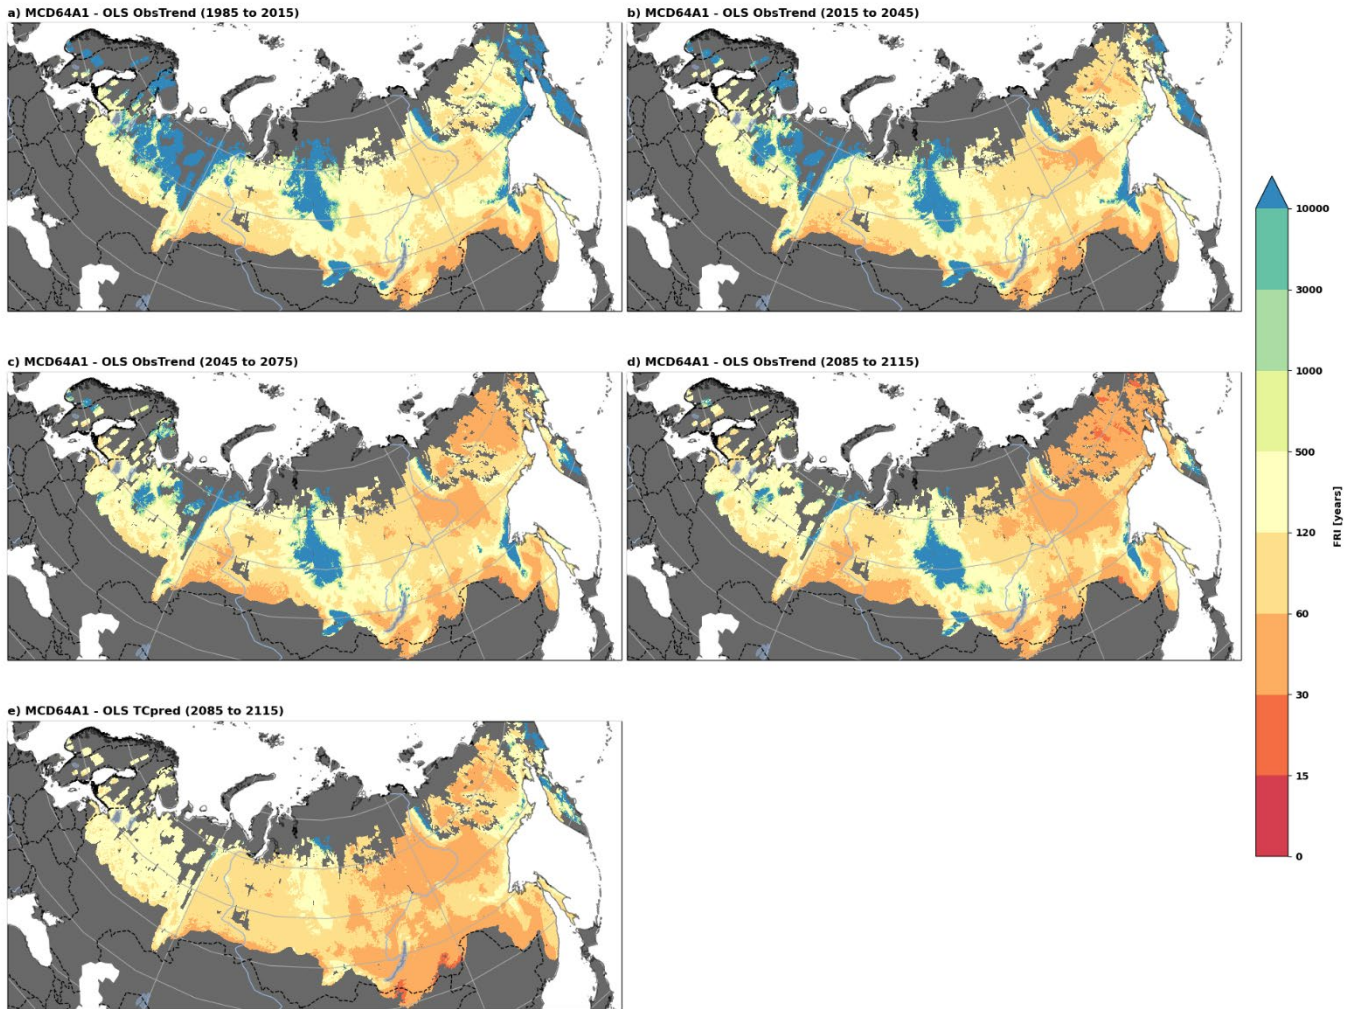 a) MCD64A1 - OLS ObsTrend (1985 to 2015)
b) MCD64A1 - OLS ObsTrend (2015 to 2045)
c) MCD64A1 - OLS ObsTrend (2045 to 2075)
d) MCD64A1 - OLS ObsTrend (2085 to 2115)
e) MCD64A1 - OLS TCpred (2085 to 2115)
10000
3000
1000
500
120
60
30
15
0
FRI [years]